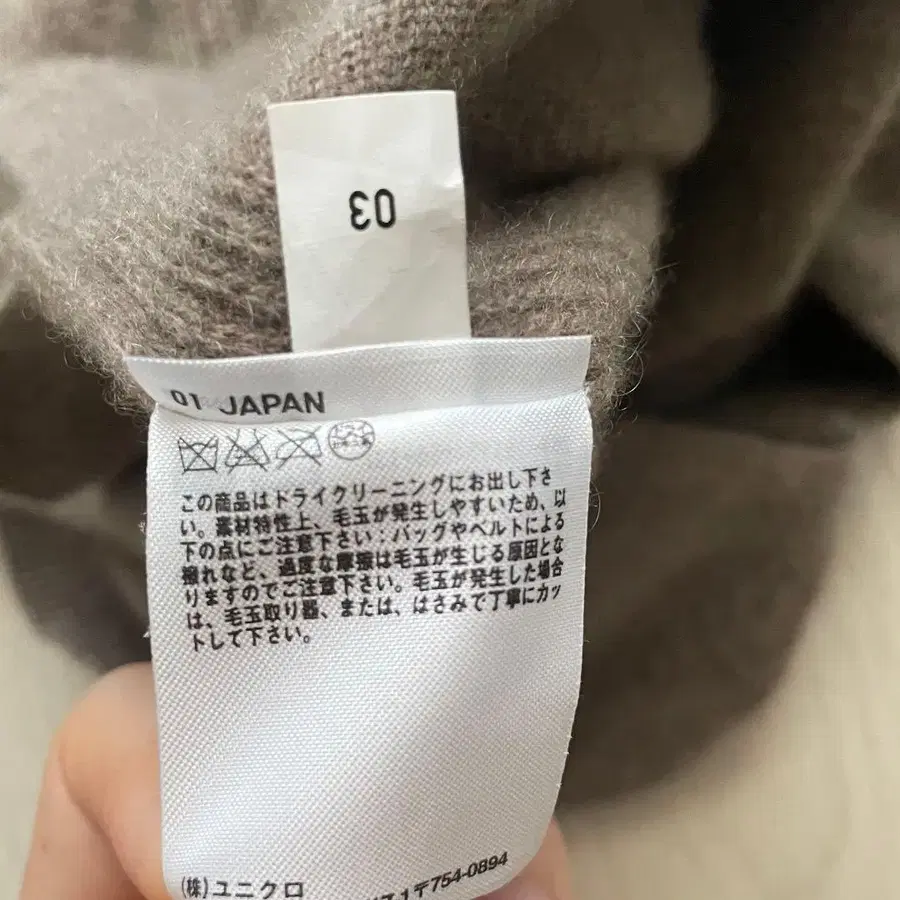 03
01 JAPAN
この商品はドライクリーニングにお出し下さ
い。素材特性上、毛玉が発生しやすいため、以
下の点にご注意下さい：バッグやベルトによる
擦れなど、過度な摩擦は毛玉が生じる原因とな
りますのでご注意下さい。毛玉が発生した場合
は、毛玉取り器、または、はさみで丁寧にカッ
トして下さい。
(株)ユニクロ
1〒754-0894